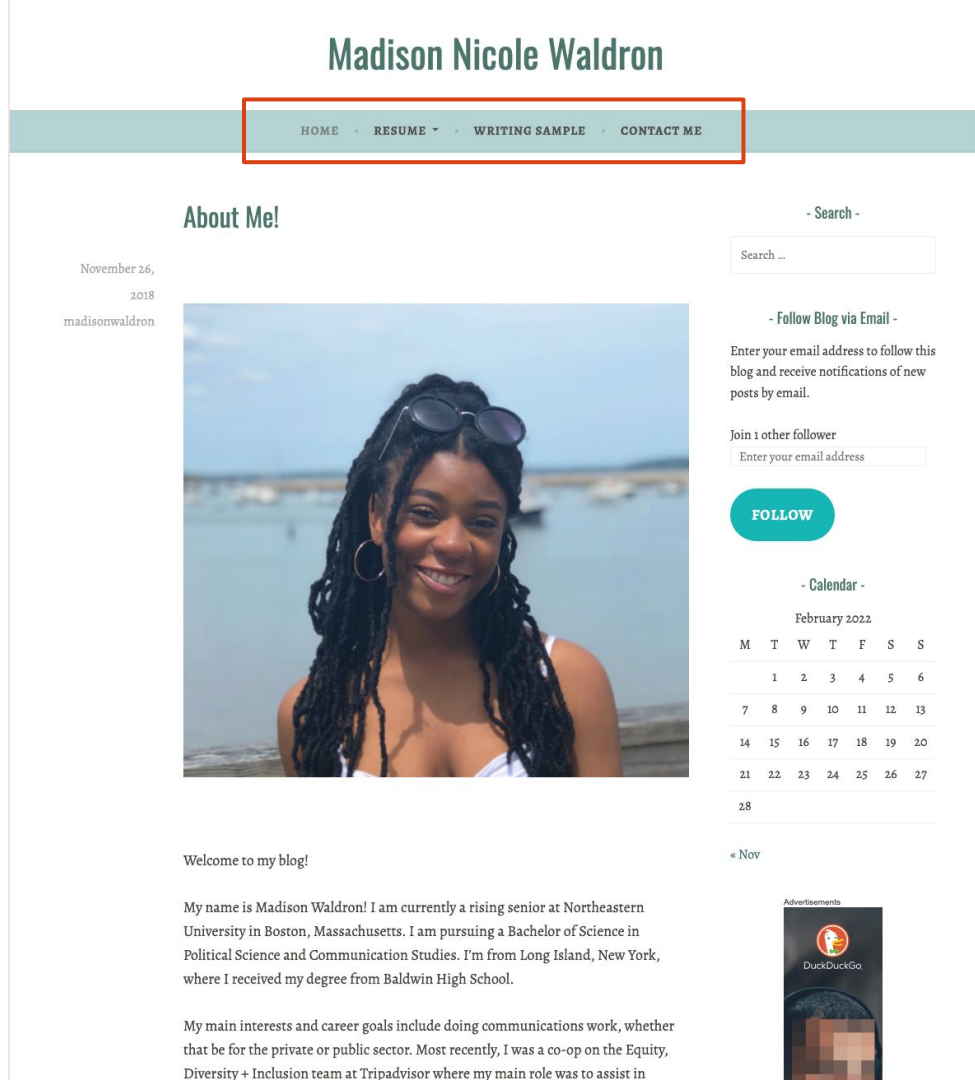 Madison Nicole Waldron
HOME • RESUME ▾ • WRITING SAMPLE • CONTACT ME
About Me!
November 26,
2018
madisonwaldron
Welcome to my blog!
My name is Madison Waldron! I am currently a rising senior at Northeastern
University in Boston, Massachusetts. I am pursuing a Bachelor of Science in
Political Science and Communication Studies. I'm from Long Island, New York,
where I received my degree from Baldwin High School.
My main interests and career goals include doing communications work, whether
that be for the private or public sector. Most recently, I was a co-op on the Equity,
Diversity + Inclusion team at Tripadvisor where my main role was to assist in
- Search -
Search ...
- Follow Blog via Email -
Enter your email address to follow this
blog and receive notifications of new
posts by email.
Join 1 other follower
Enter your email address
FOLLOW
- Calendar -
February 2022
M T W T F S S
1 2 3 4 5 6
7 8 9 10 11 12 13
14 15 16 17 18 19 20
21 22 23 24 25 26 27
28
« Nov
Advertisements
DuckDuckGo